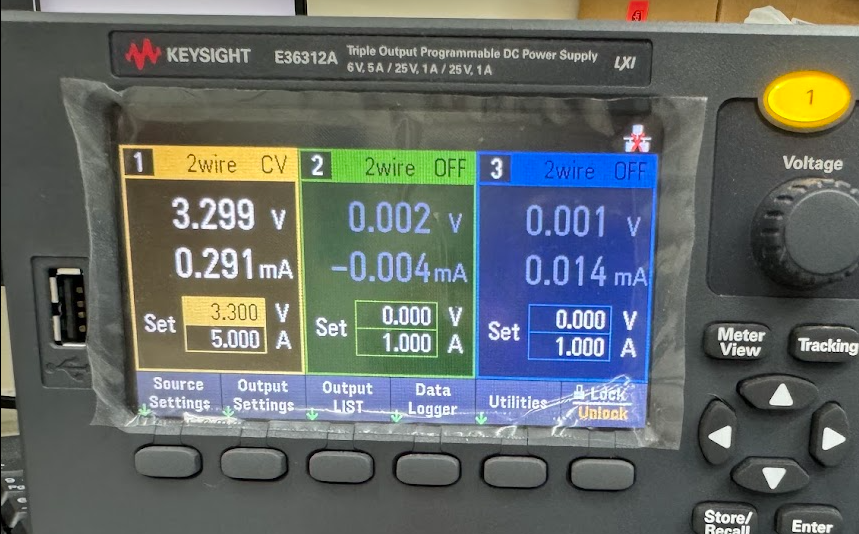 KEYSIGHT E36312A Triple Output Programmable DC Power Supply
6V, 5A / 25V, 1A / 25V, 1A
LXI
1
Voltage
1 2wire CV
3.299 V
0.291 mA
Set 3.300 V
5.000 A
2 2wire OFF
0.002 V
-0.004 mA
Set 0.000 V
1.000 A
3 2wire OFF
0.001 V
0.014 mA
Set 0.000 V
1.000 A
Source
Settings
Output
Settings
Output
LIST
Data
Logger
Utilities
Lock
Unlock
Meter
View
Tracking
Store/
Recall
Enter